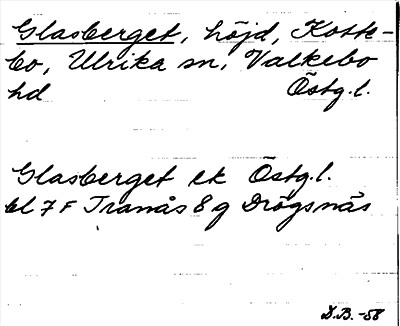 Glasberget, höjd, Kotte-
bo, Ulrika sn, Valkebo
hd Östg.l.
Glasberget ek Östg.l.
bl 7 F Tranås 8 g Drögsnäs
D.B. -58